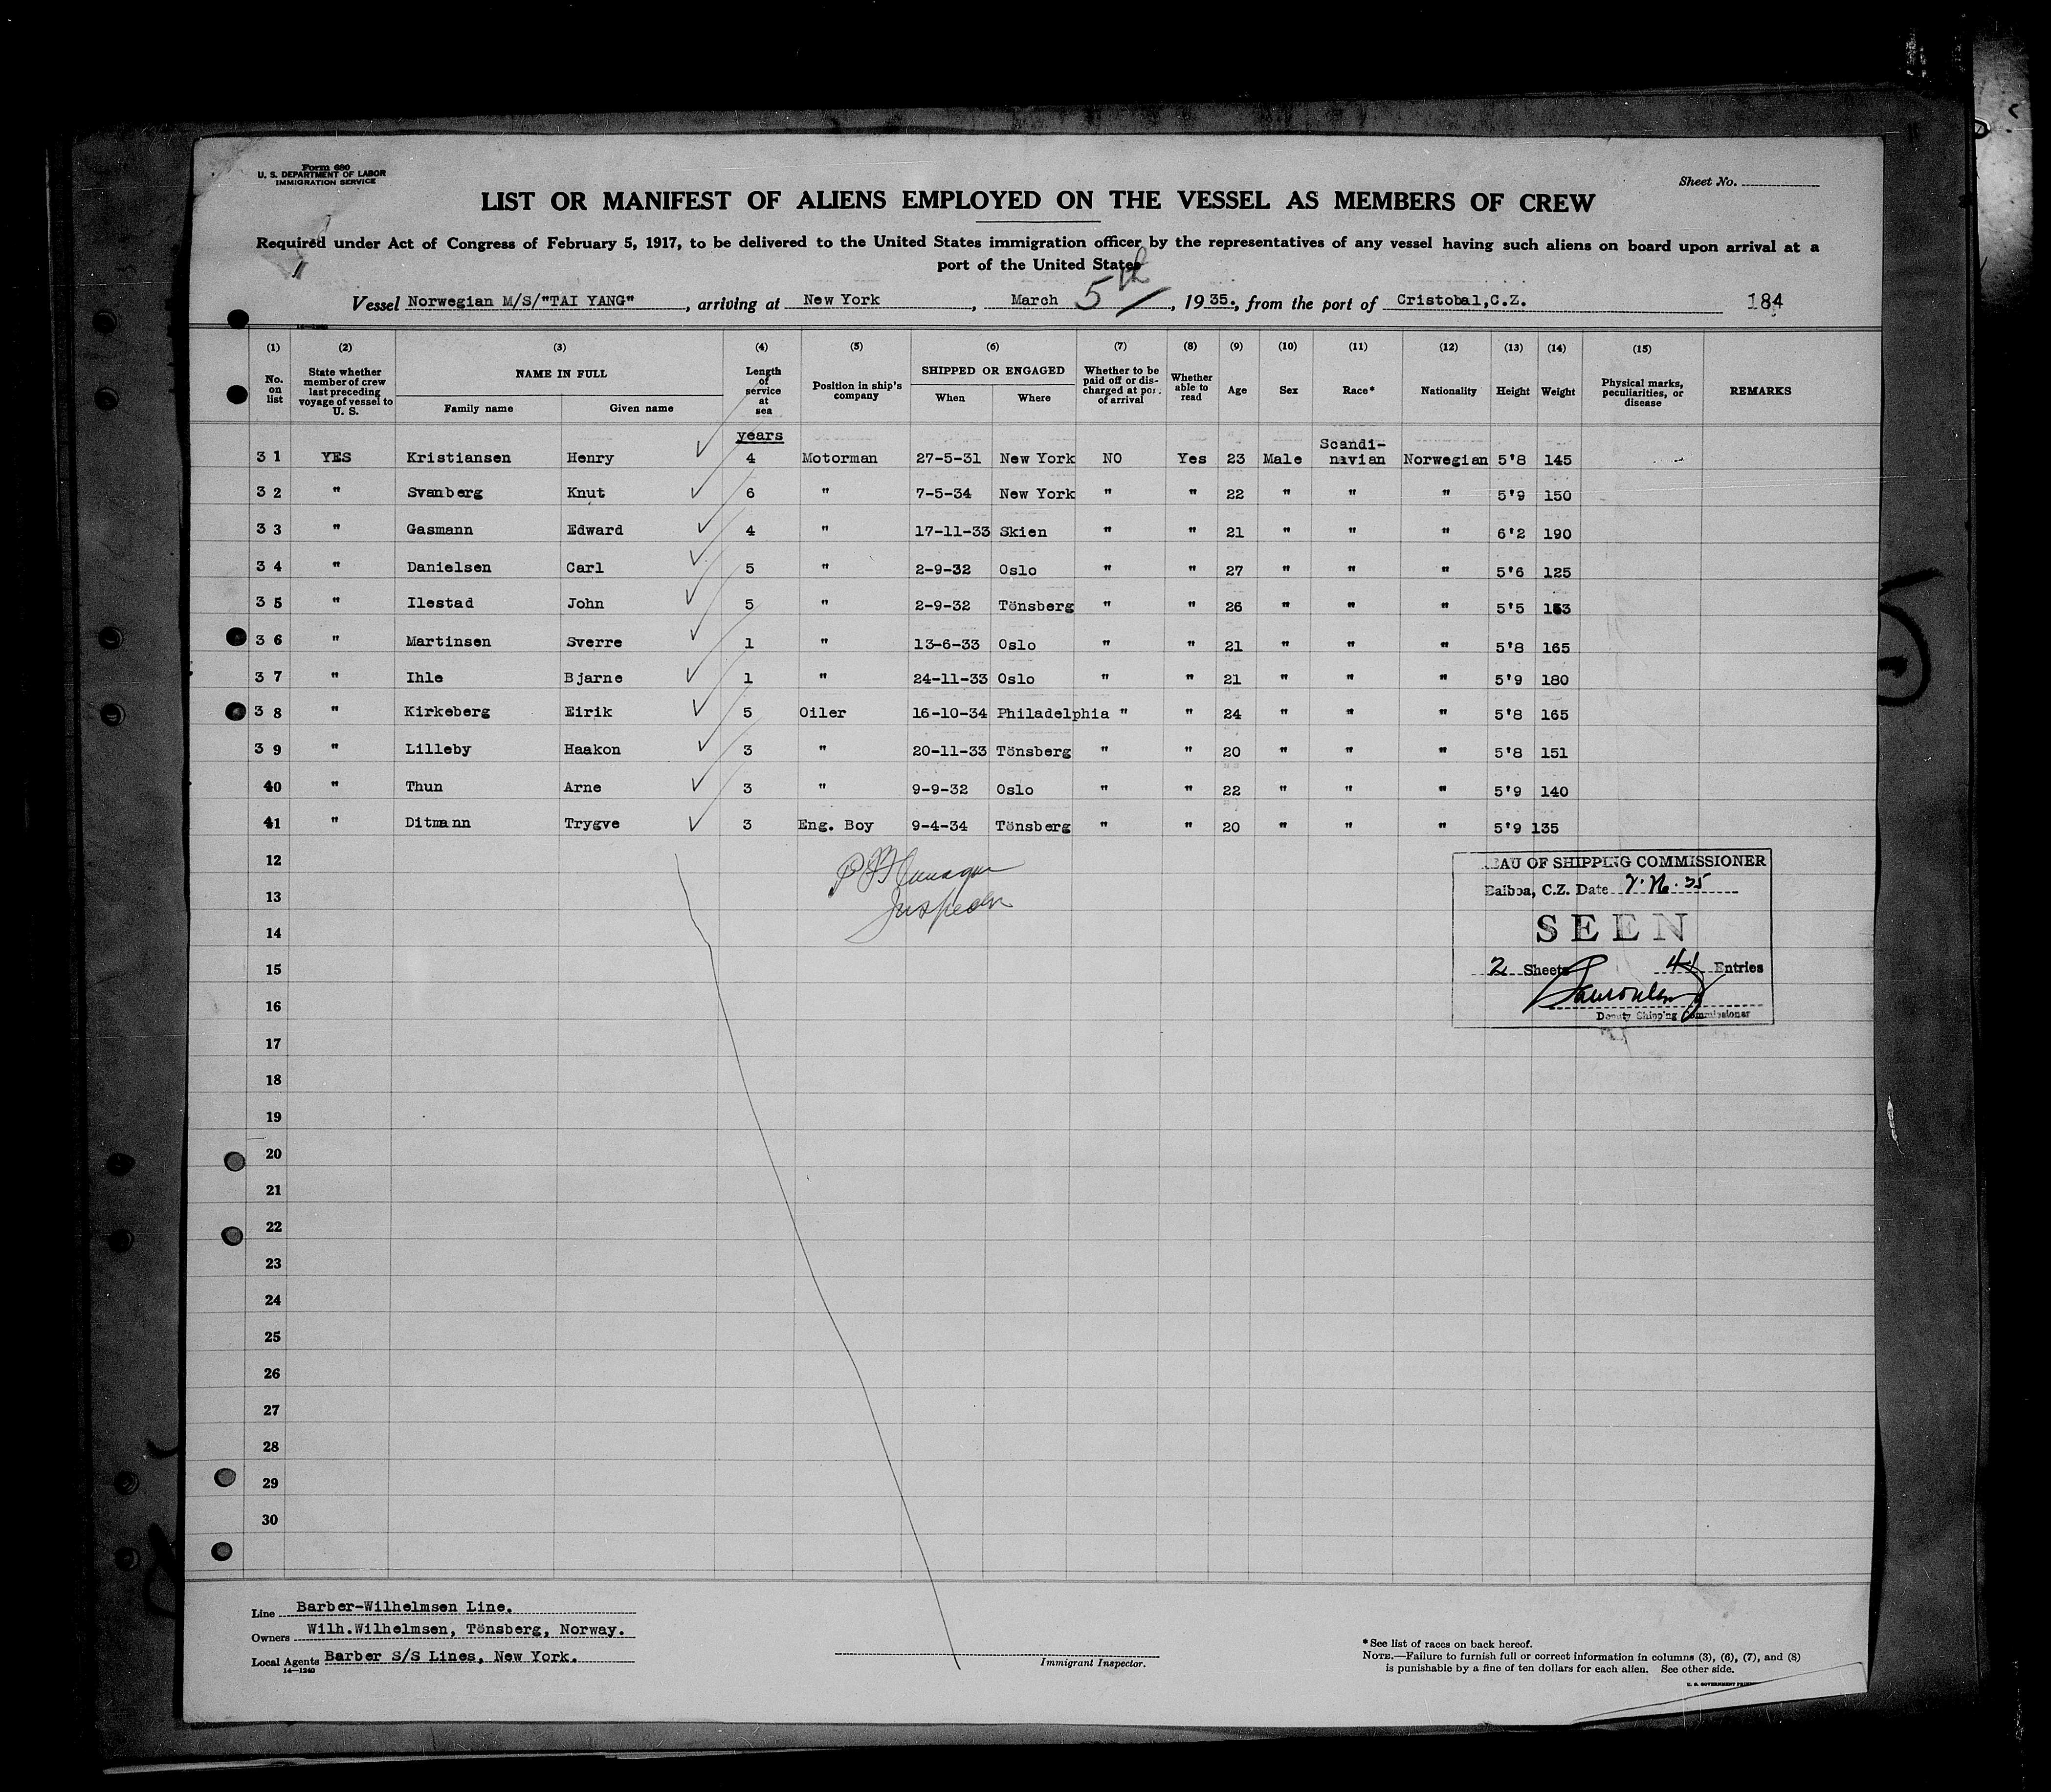 Form 680
U. S. DEPARTMENT OF LABOR
IMMIGRATION SERVICE
Sheet No.
LIST OR MANIFEST OF ALIENS EMPLOYED ON THE VESSEL AS MEMBERS OF CREW
Required under Act of Congress of February 5, 1917, to be delivered to the United States immigration officer by the representatives of any vessel having such aliens on board upon arrival at a
port of the United States
Vessel Norwegian M/S/"TAI YANG", arriving at New York, March 5th, 1935., from the port of Cristobal,C.Z. 184
(1) (2) (3) (4) (5) (6) (7) (8) (9) (10) (11) (12) (13) (14) (15)
No. on list State whether member of crew last preceding voyage of vessel to U. S. NAME IN FULL Family name Given name Length of service at sea Position in ship's company SHIPPED OR ENGAGED When Where Whether to be paid off or discharged at por. of arrival Whether able to read Age Sex Race* Nationality Height Weight Physical marks, peculiarities, or disease REMARKS
years
31 YES Kristiansen Henry 4 Motorman 27-5-31 New York NO Yes 23 Male Scandi-navian Norwegian 5'8 145
32 " Svanberg Knut 6 " 7-5-34 New York " " 22 " " " 5'9 150
33 " Gasmann Edward 4 " 17-11-33 Skien " " 21 " " " 6'2 190
34 " Danielsen Carl 5 " 2-9-32 Oslo " " 27 " " " 5'6 125
35 " Ilestad John 5 " 2-9-32 Tönsberg " " 26 " " " 5'5 153
36 " Martinsen Sverre 1 " 13-6-33 Oslo " " 21 " " " 5'8 165
37 " Ihle Bjarne 1 " 24-11-33 Oslo " " 21 " " " 5'9 180
38 " Kirkeberg Eirik 5 Oiler 16-10-34 Philadelphia " " 24 " " " 5'8 165
39 " Lilleby Haakon 3 " 20-11-33 Tönsberg " " 20 " " " 5'8 151
40 " Thun Arne 3 " 9-9-32 Oslo " " 22 " " " 5'9 140
41 " Ditmann Trygve 3 Eng. Boy 9-4-34 Tönsberg " " 20 " " " 5'9 135
12
13
14
15
16
17
18
19
20
21
22
23
24
25
26
27
28
29
30
Inspector
EAU OF SHIPPING COMMISSIONER
Balboa, C.Z. Date
SEEN
2 Sheets 41 Entries
Deputy Shipping Commissioner
Line Barber-Wilhelmsen Line.
Owners Wilh.Wilhelmsen, Tönsberg, Norway.
Local Agents Barber S/S Lines, New York.
14—1240
Immigrant Inspector.
*See list of races on back hereof.
NOTE.—Failure to furnish full or correct information in columns (3), (6), (7), and (8)
is punishable by a fine of ten dollars for each alien. See other side.